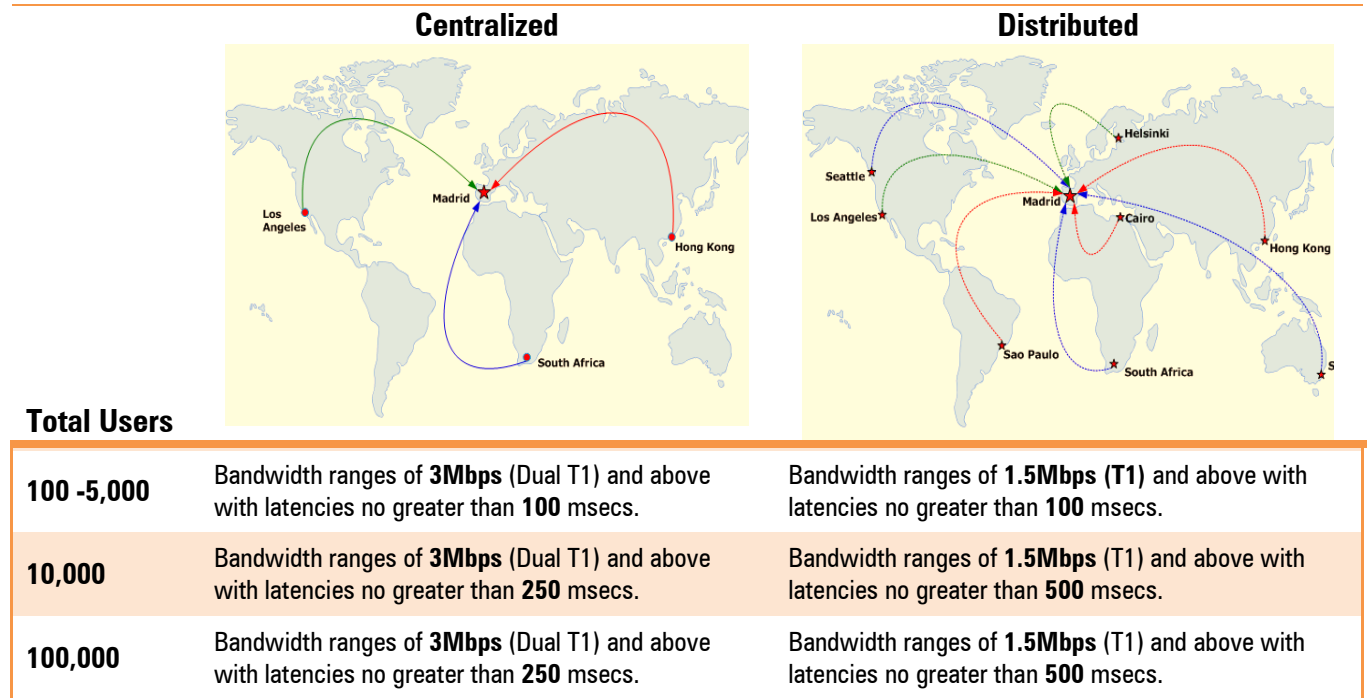 Centralized
Distributed
Los
Angeles
Madrid
Hong Kong
South Africa
Helsinki
Seattle
Los Angeles
Madrid
Cairo
Hong Kong
Sao Paulo
South Africa
S
Total Users
100 -5,000
Bandwidth ranges of 3Mbps (Dual T1) and above
with latencies no greater than 100 msecs.
Bandwidth ranges of 1.5Mbps (T1) and above with
latencies no greater than 100 msecs.
10,000
Bandwidth ranges of 3Mbps (Dual T1) and above
with latencies no greater than 250 msecs.
Bandwidth ranges of 1.5Mbps (T1) and above with
latencies no greater than 500 msecs.
100,000
Bandwidth ranges of 3Mbps (Dual T1) and above
with latencies no greater than 250 msecs.
Bandwidth ranges of 1.5Mbps (T1) and above with
latencies no greater than 500 msecs.